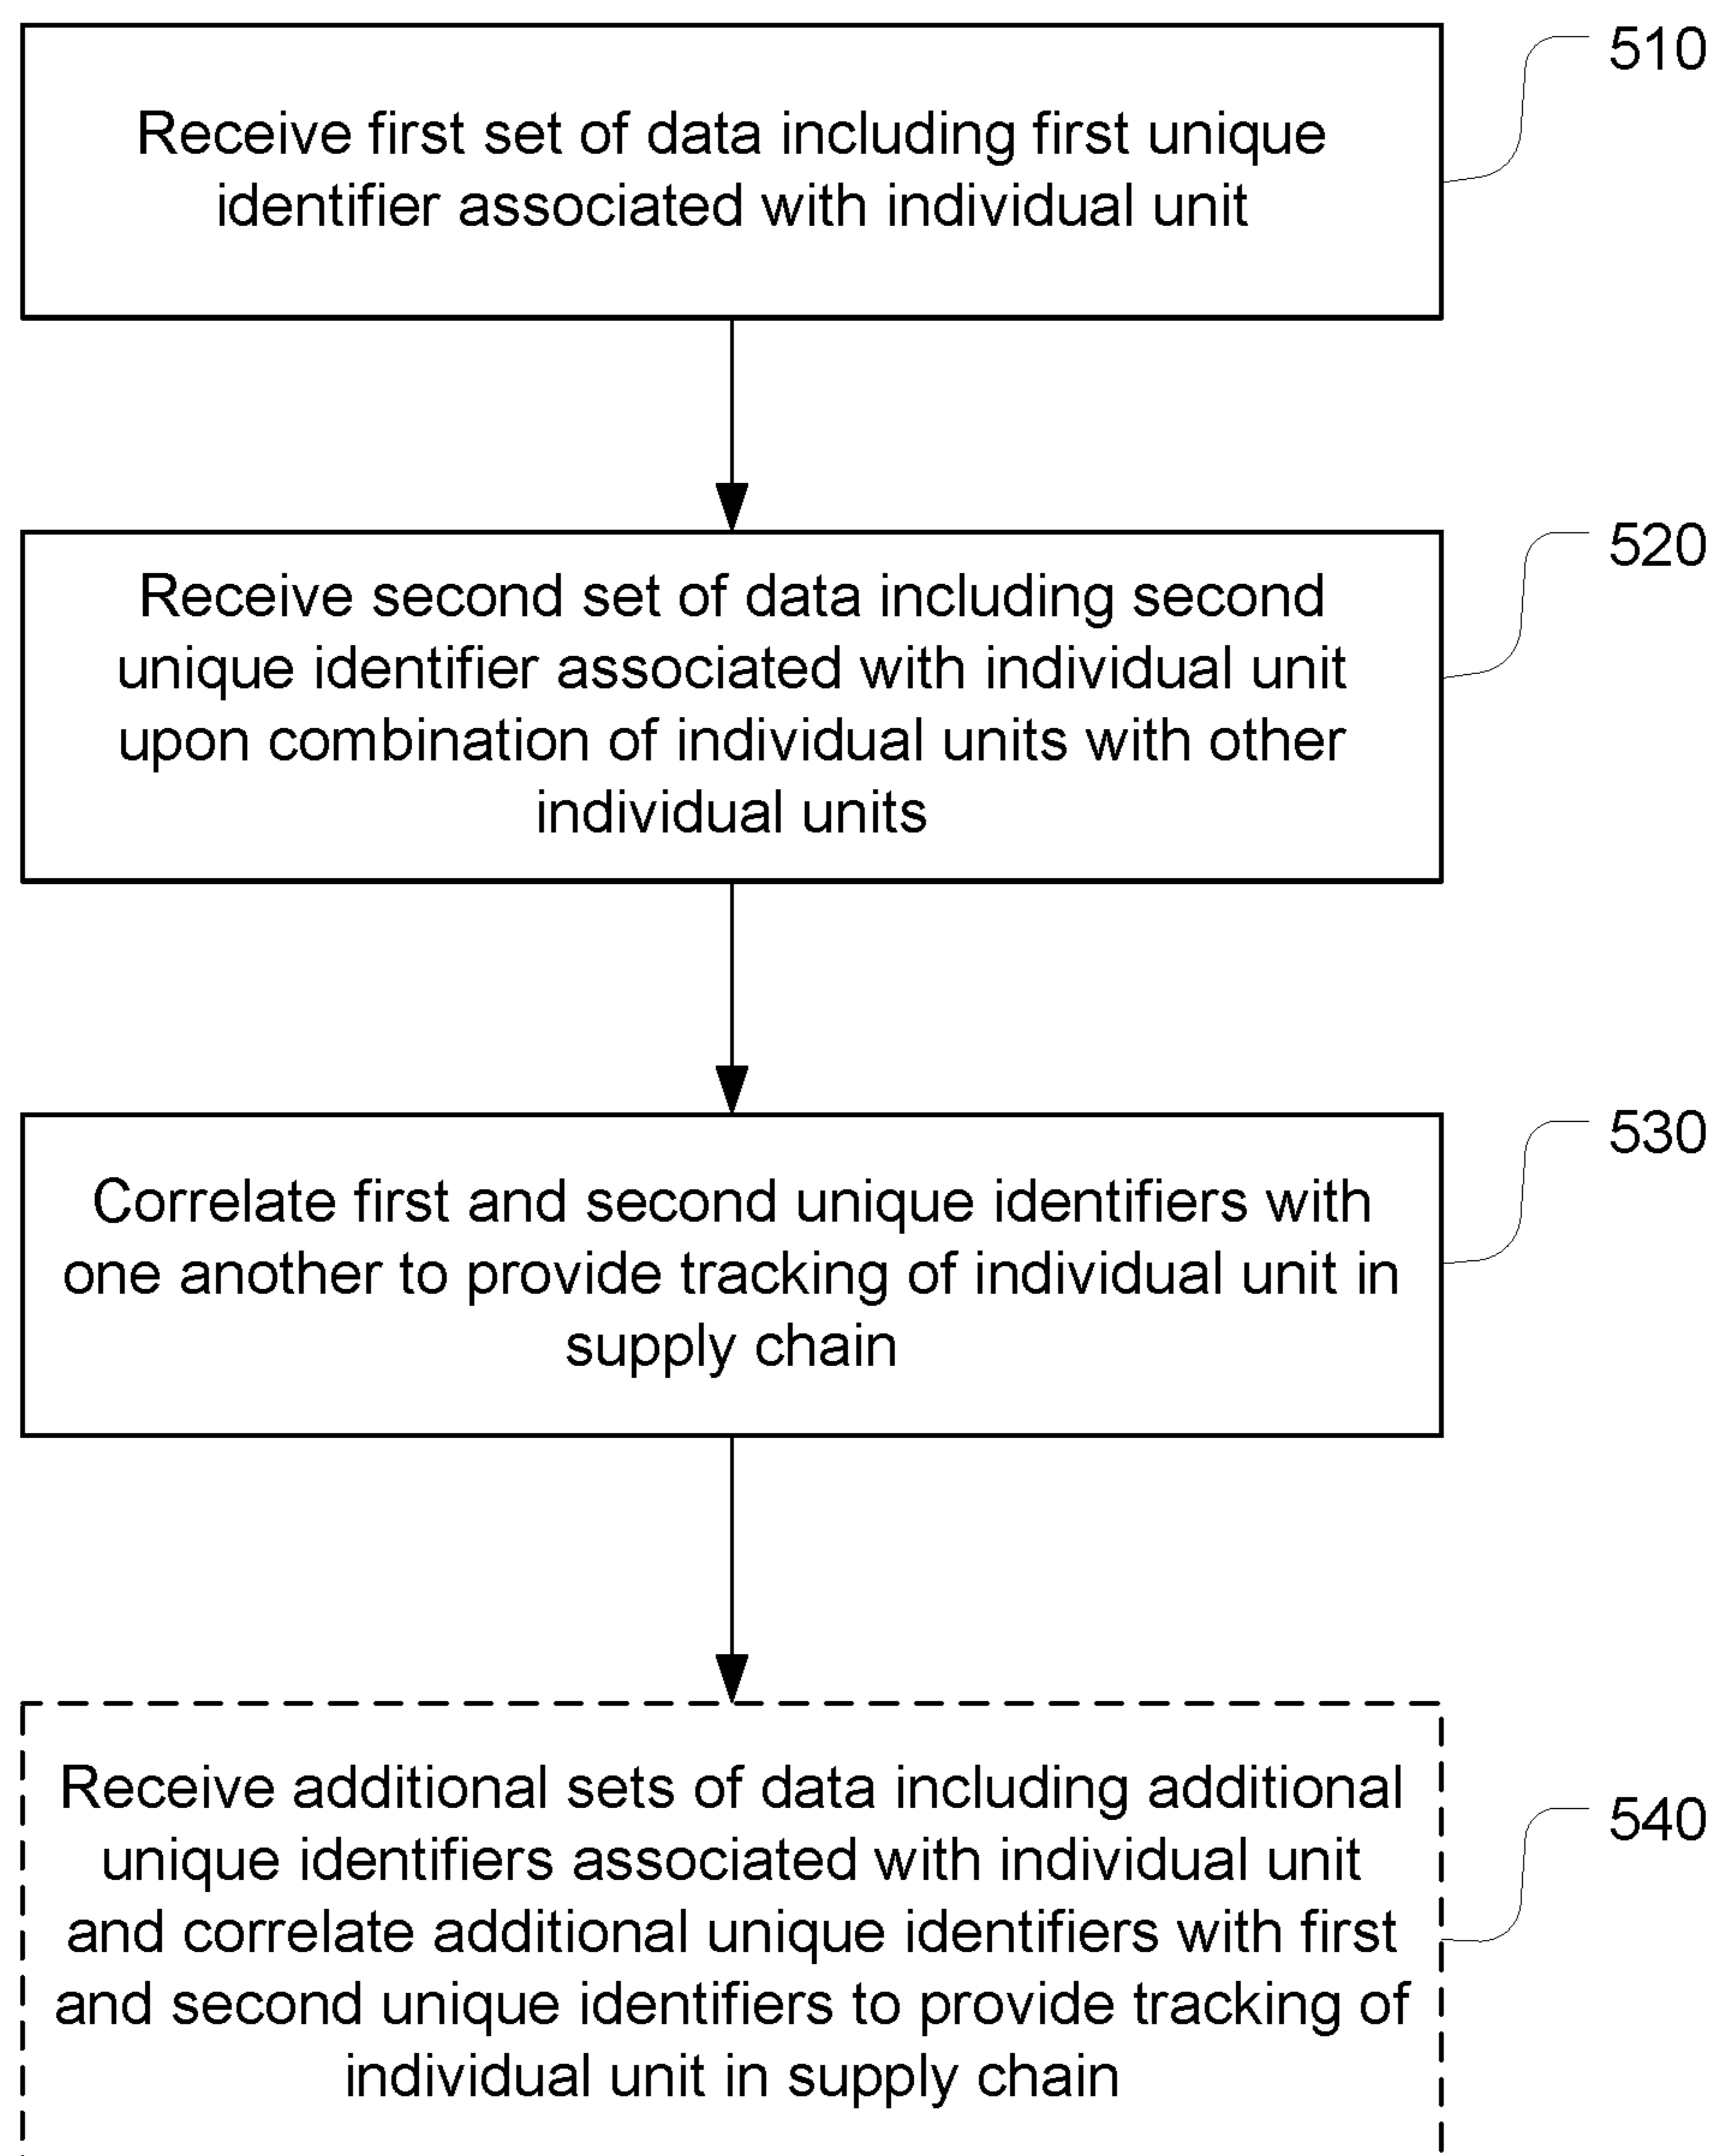 Receive first set of data including first unique
identifier associated with individual unit
510
Receive second set of data including second
unique identifier associated with individual unit
upon combination of individual units with other
individual units
520
Correlate first and second unique identifiers with
one another to provide tracking of individual unit in
supply chain
530
Receive additional sets of data including additional
unique identifiers associated with individual unit
and correlate additional unique identifiers with first
and second unique identifiers to provide tracking of
individual unit in supply chain
540